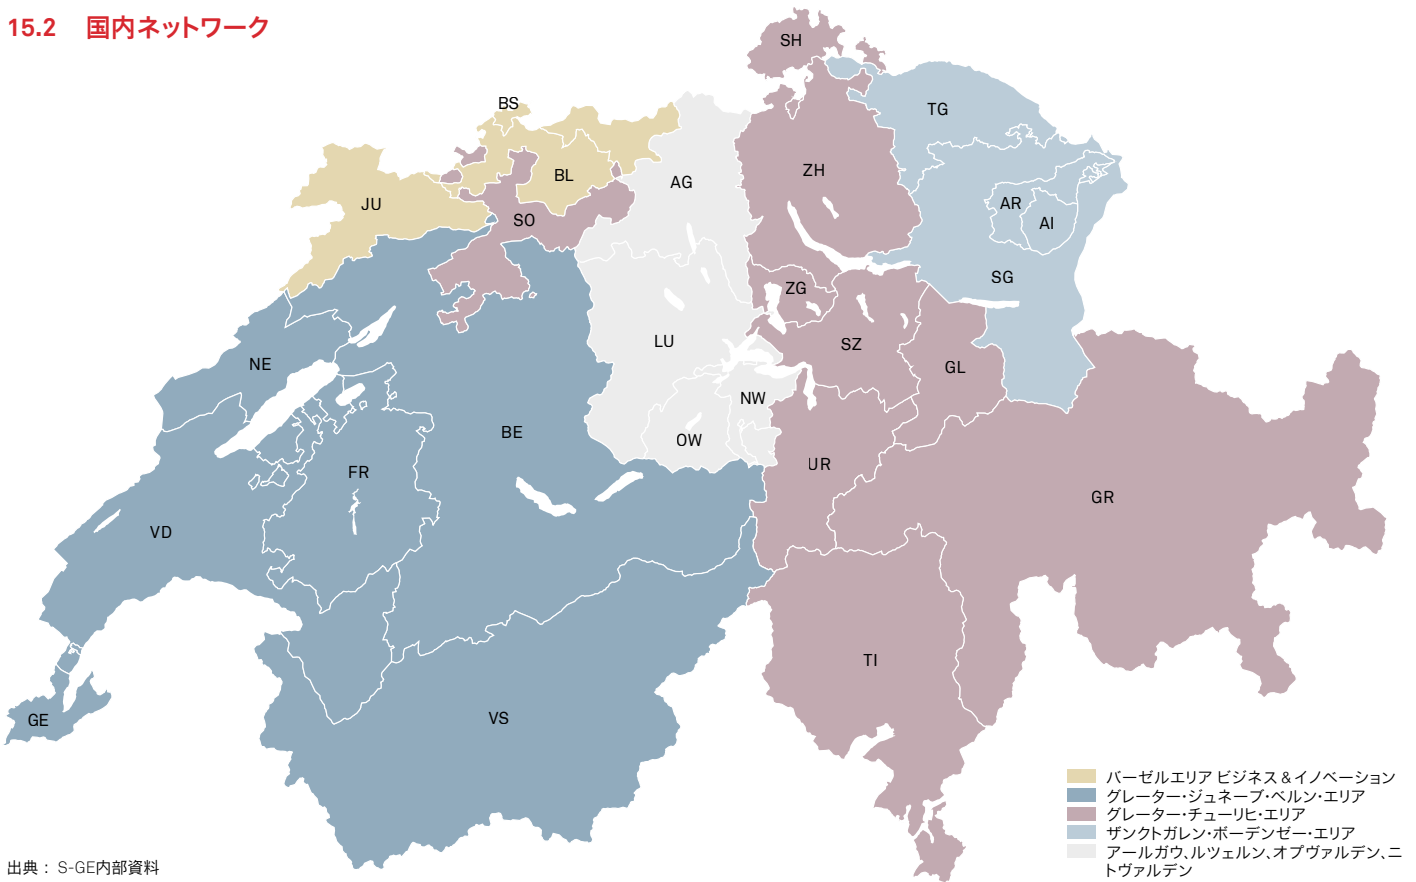 15.2 国内ネットワーク
SH
BS
TG
ZH
BL
AG
JU
AR
SO
AI
SG
ZG
LU
SZ
NE
GL
NW
BE
OW
UR
FR
GR
VD
TI
VS
GE
バーゼルエリア ビジネス＆イノベーション
グレーター・ジュネーブ・ベルン・エリア
グレーター・チューリヒ・エリア
ザンクトガレン・ボーデンゼー・エリア
アールガウ、ルツェルン、オプヴァルデン、ニ
トヴァルデン
出典： S-GE内部資料